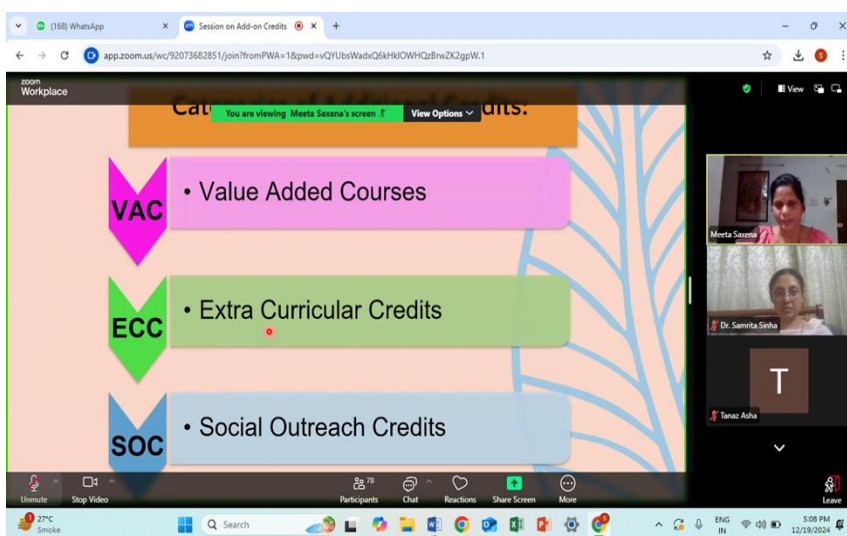 (168) WhatsApp
Session on Add-on Credits
app.zoom.us/wc/92073682851/join?fromPWA=1&pwd=vQYUbsWadxQ6kHkIOWHQzBrwZK2gpW.1
zoom
Workplace
View
You are viewing Meeta Saxena's screen
View Options
VAC
• Value Added Courses
ECC
• Extra Curricular Credits
SOC
• Social Outreach Credits
Meeta Saxena
Dr. Samrita Sinha
T
Tanaz Asha
Unmute
Stop Video
78
Participants
Chat
Reactions
Share Screen
More
Leave
27°C
Smoke
Search
ENG
IN
5:08 PM
12/19/2024